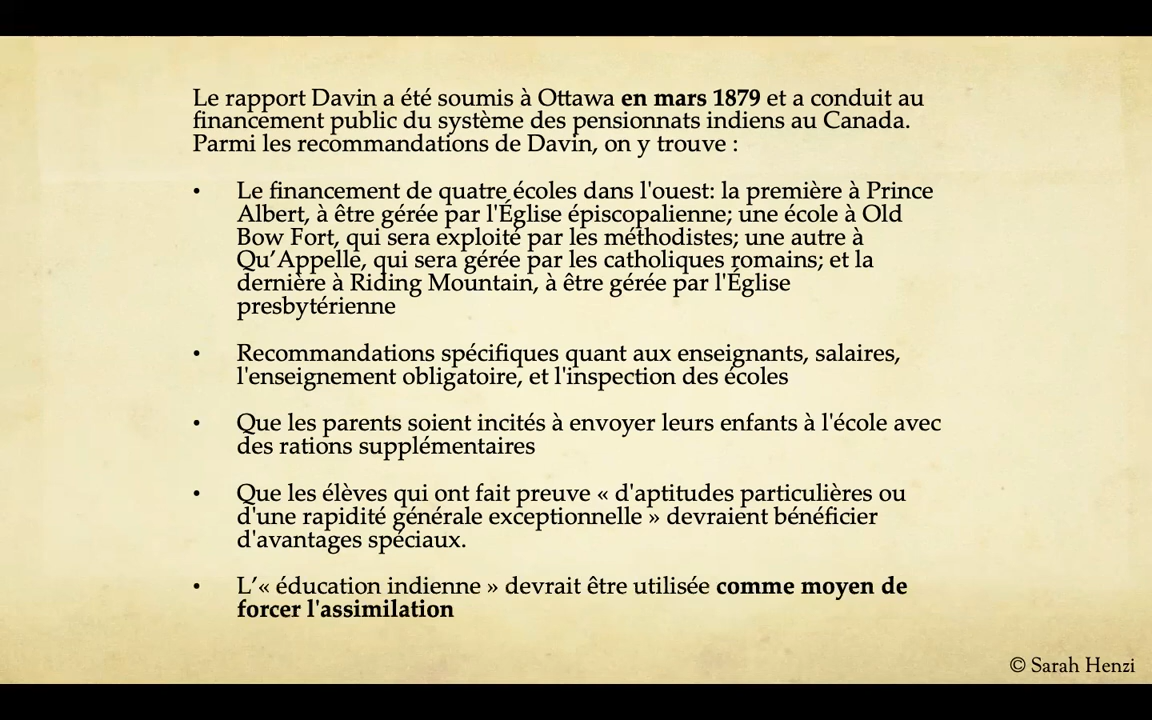 Le rapport Davin a été soumis à Ottawa en mars 1879 et a conduit au
financement public du système des pensionnats indiens au Canada.
Parmi les recommandations de Davin, on y trouve :
• Le financement de quatre écoles dans l'ouest: la première à Prince
Albert, à être gérée par l'Église épiscopalienne; une école à Old
Bow Fort, qui sera exploité par les méthodistes; une autre à
Qu’Appelle, qui sera gérée par les catholiques romains; et la
dernière à Riding Mountain, à être gérée par l'Église
presbytérienne
• Recommandations spécifiques quant aux enseignants, salaires,
l'enseignement obligatoire, et l'inspection des écoles
• Que les parents soient incités à envoyer leurs enfants à l'école avec
des rations supplémentaires
• Que les élèves qui ont fait preuve « d'aptitudes particulières ou
d'une rapidité générale exceptionnelle » devraient bénéficier
d'avantages spéciaux.
• L’« éducation indienne » devrait être utilisée comme moyen de
forcer l'assimilation
© Sarah Henzi